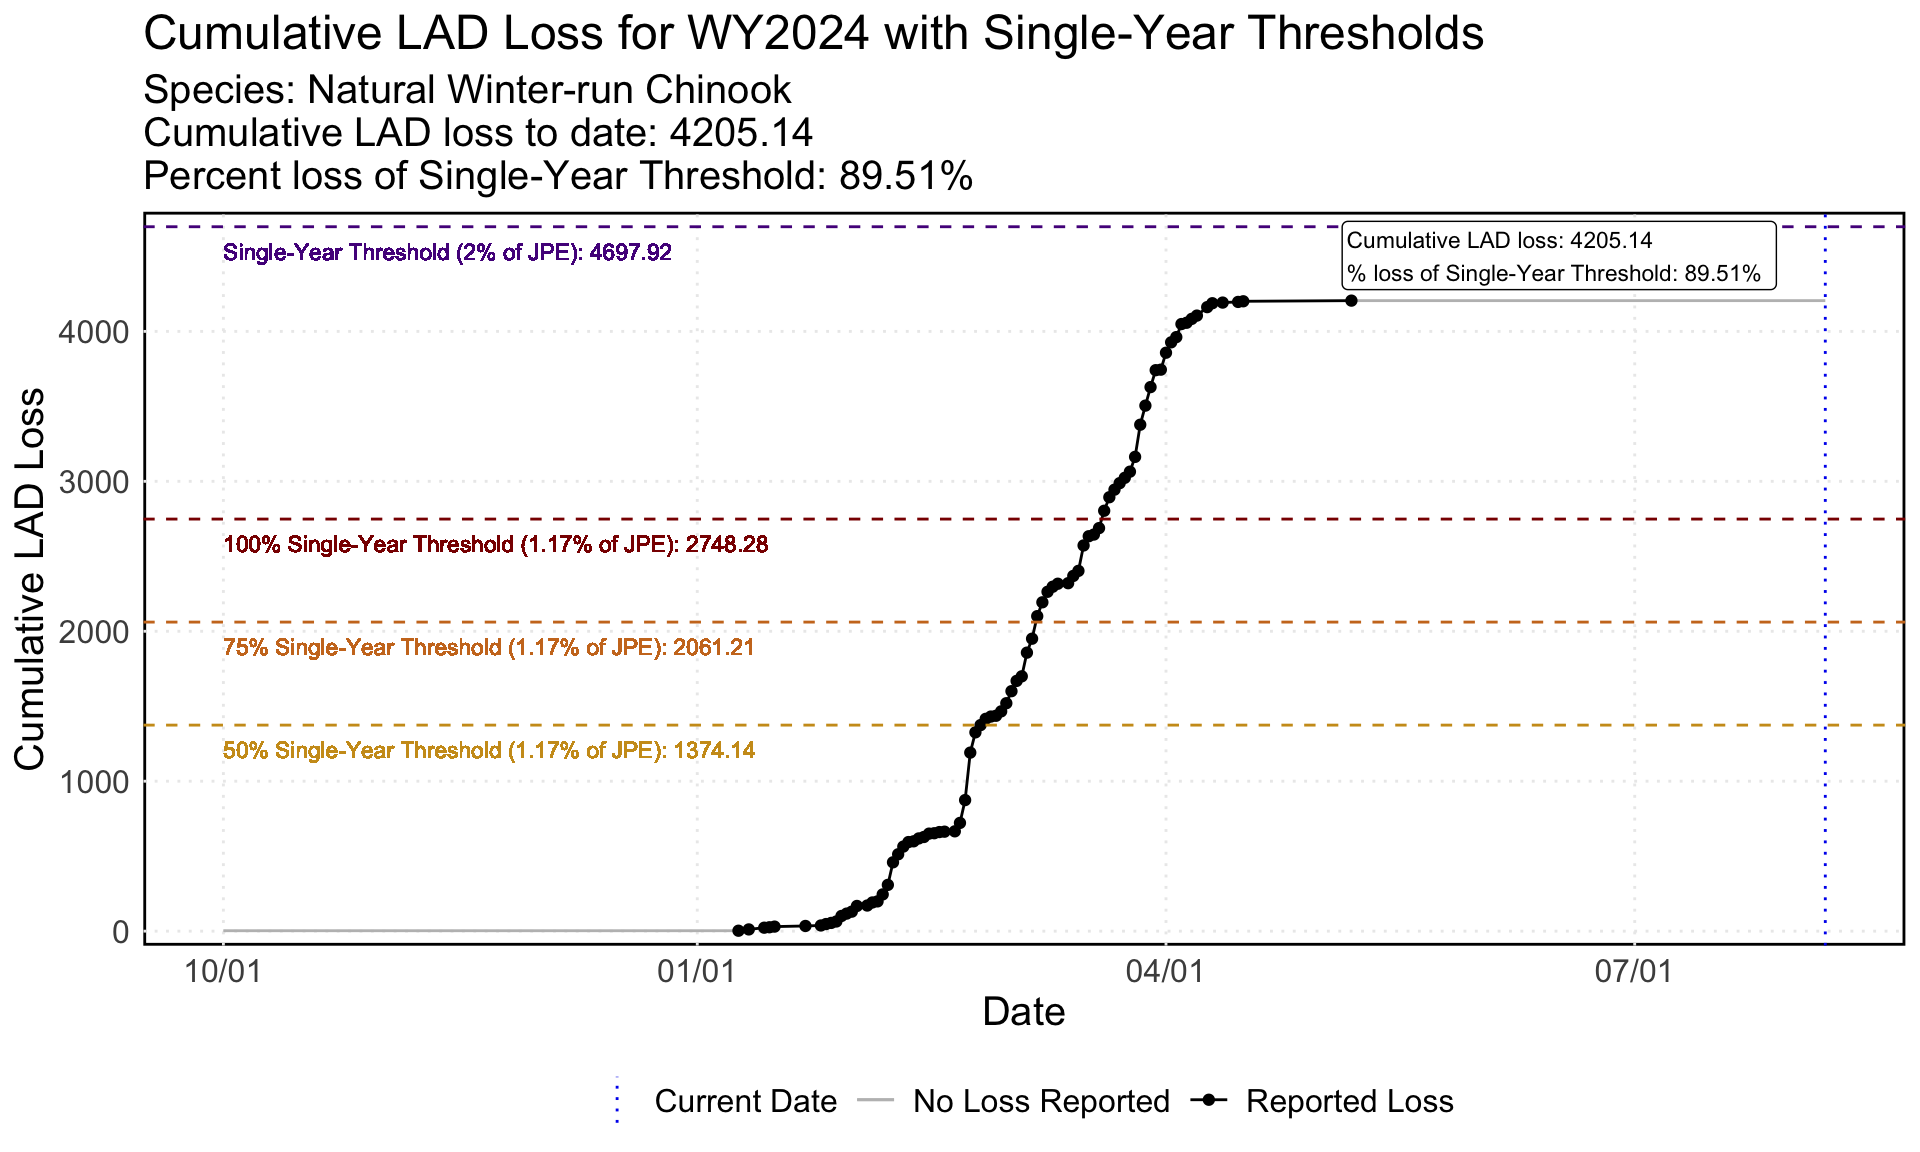 Cumulative LAD Loss for WY2024 with Single-Year Thresholds
Species: Natural Winter-run Chinook
Cumulative LAD loss to date: 4205.14
Percent loss of Single-Year Threshold: 89.51%
Cumulative LAD loss: 4205.14
% loss of Single-Year Threshold: 89.51%
Single-Year Threshold (2% of JPE): 4697.92
100% Single-Year Threshold (1.17% of JPE): 2748.28
75% Single-Year Threshold (1.17% of JPE): 2061.21
50% Single-Year Threshold (1.17% of JPE): 1374.14
Cumulative LAD Loss
4000
3000
2000
1000
0
10/01
01/01
04/01
07/01
Date
Current Date
No Loss Reported
Reported Loss